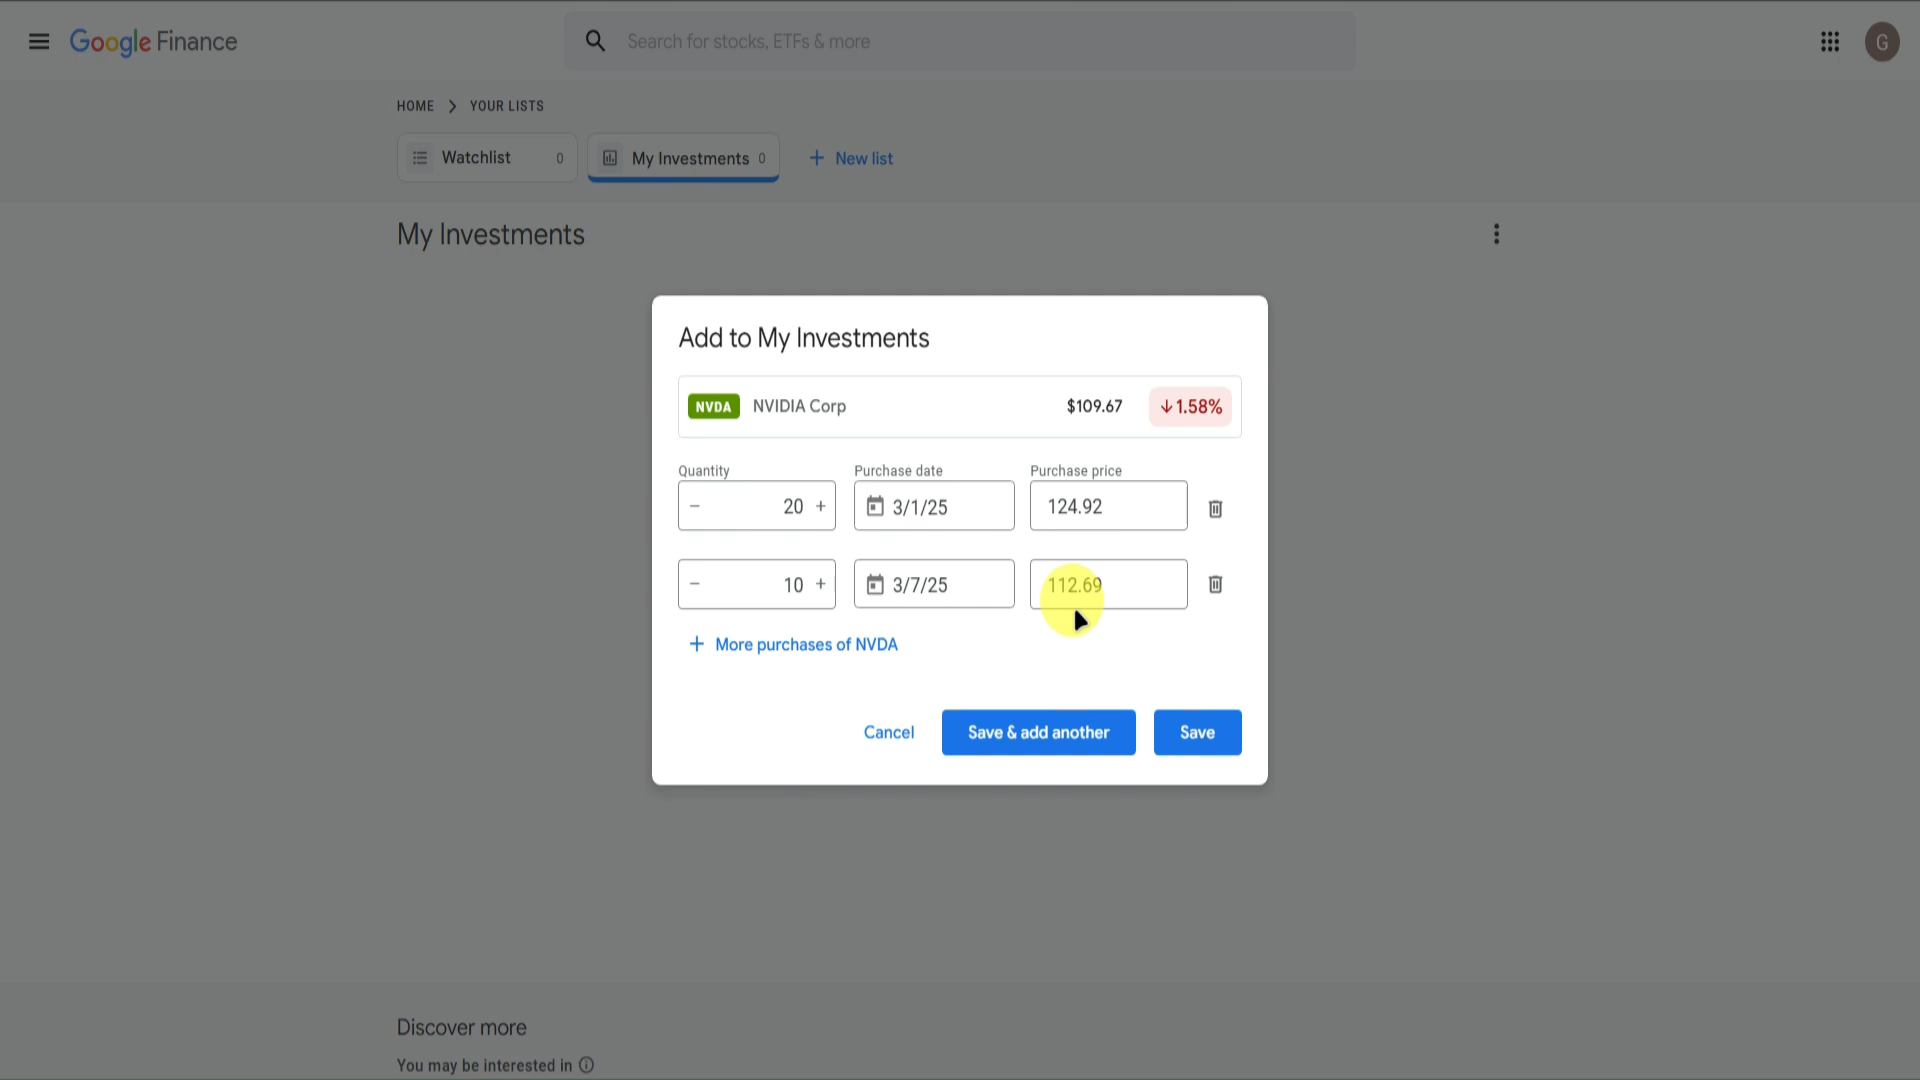 Google Finance
Search for stocks, ETFs & more
G
HOME > YOUR LISTS
Watchlist 0
My Investments 0
+ New list
My Investments
Add to My Investments
NVDA NVIDIA Corp $109.67 ↓1.58%
Quantity Purchase date Purchase price
− 20 + 3/1/25 124.92
− 10 + 3/7/25 112.69
+ More purchases of NVDA
Cancel Save & add another Save
Discover more
You may be interested in